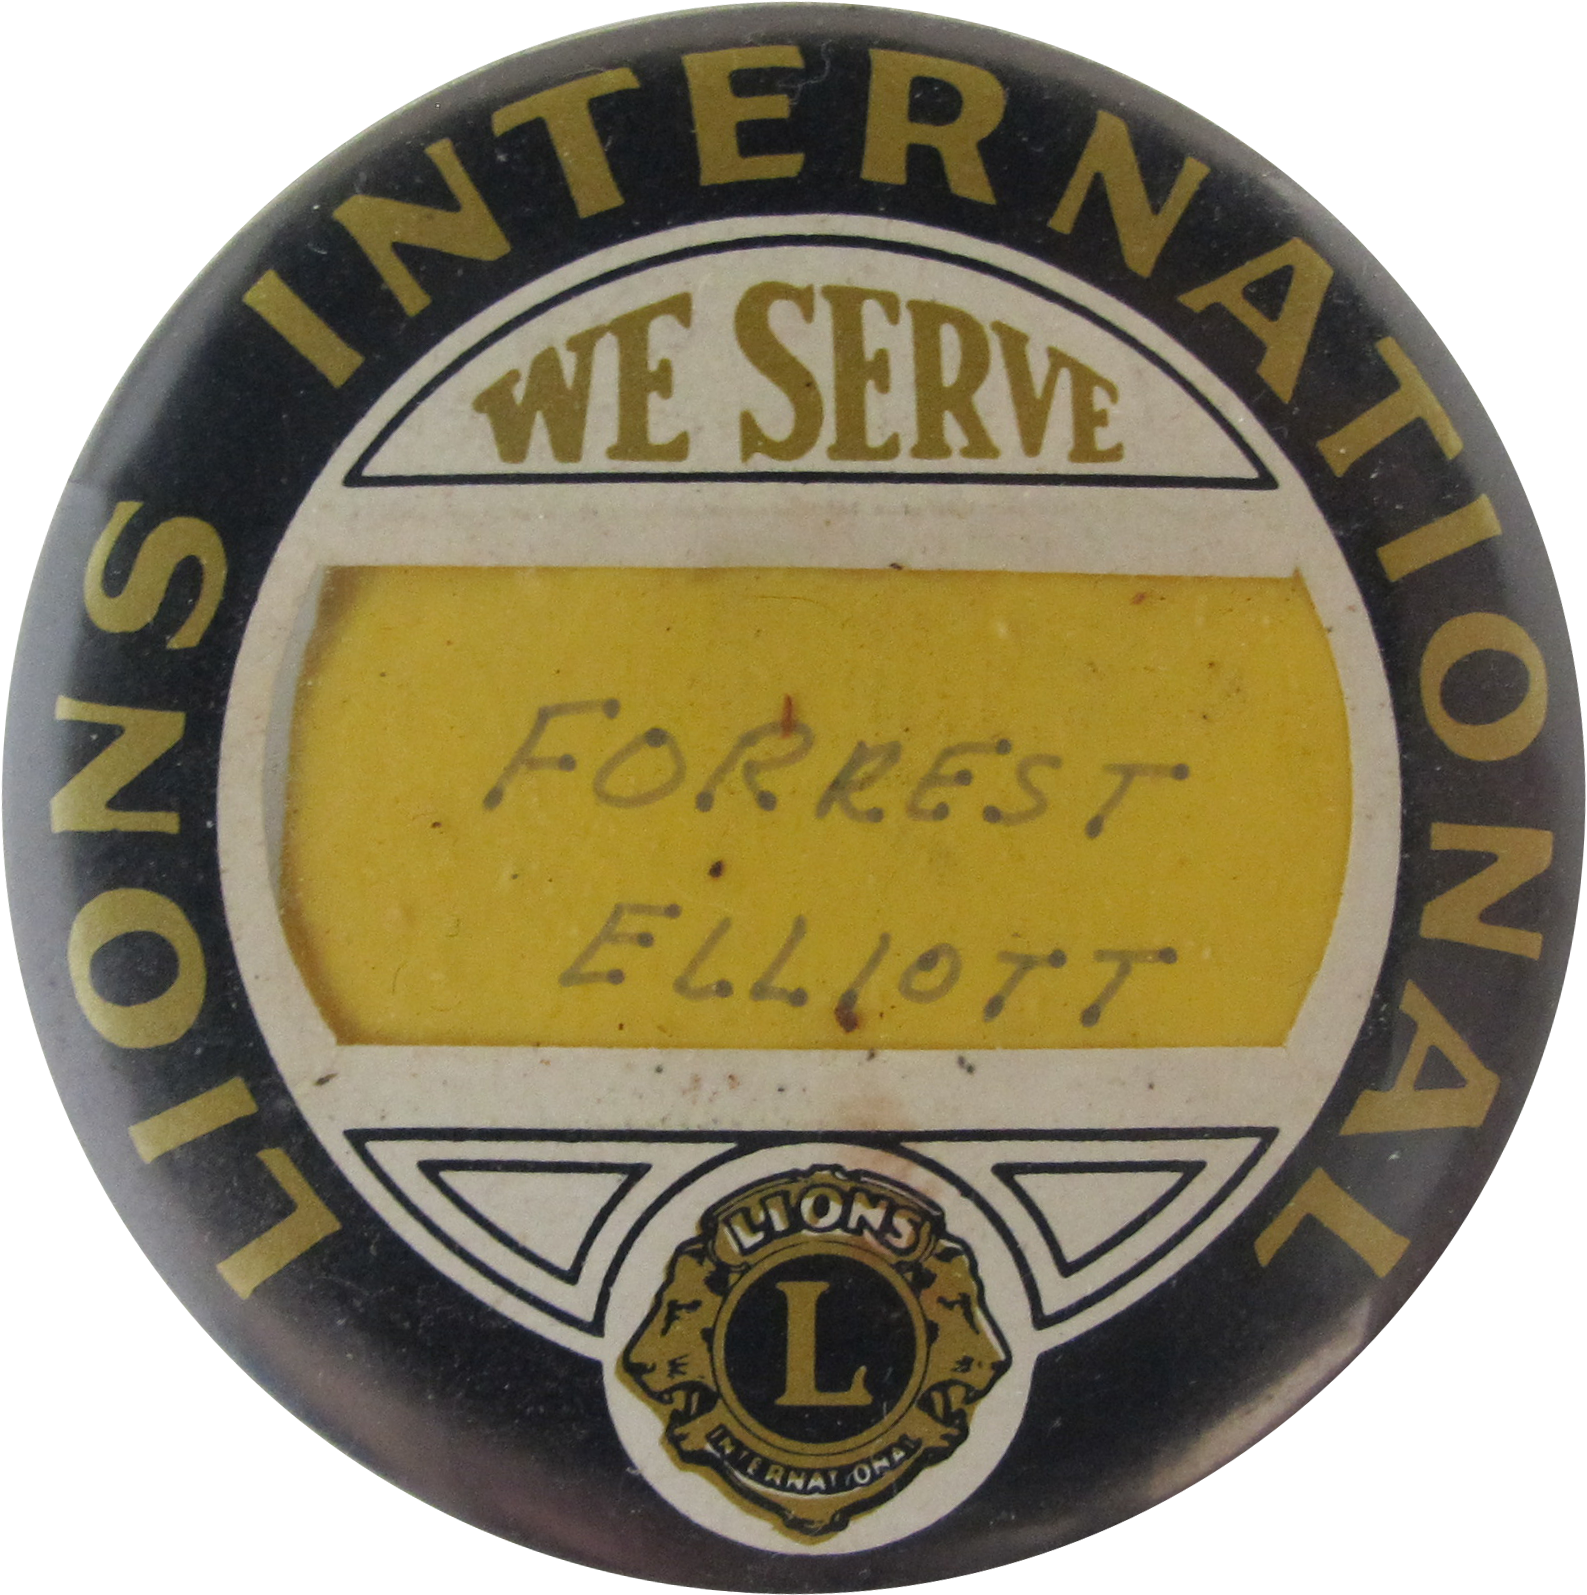 LIONS INTERNATIONAL
WE SERVE
FORREST
ELLIOTT
LIONS
L
INTERNATIONAL